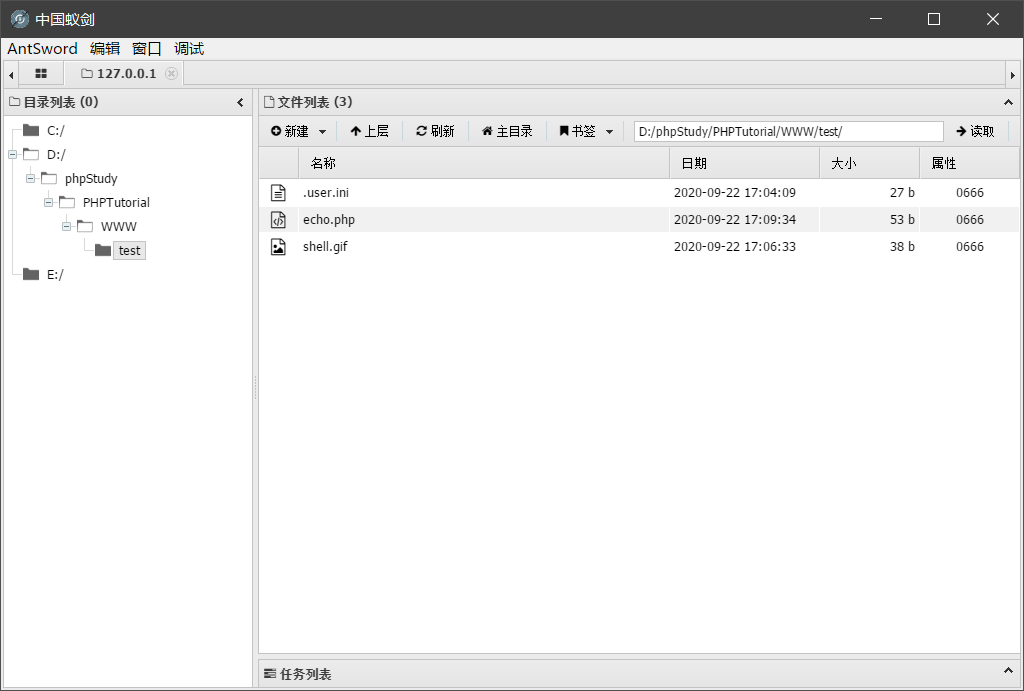 中国蚁剑
AntSword 编辑 窗口 调试
127.0.0.1
目录列表 (0)
C:/
D:/
phpStudy
PHPTutorial
WWW
test
E:/
文件列表 (3)
新建 上层 刷新 主目录 书签 D:/phpStudy/PHPTutorial/WWW/test/ 读取
名称 日期 大小 属性
.user.ini 2020-09-22 17:04:09 27 b 0666
echo.php 2020-09-22 17:09:34 53 b 0666
shell.gif 2020-09-22 17:06:33 38 b 0666
任务列表